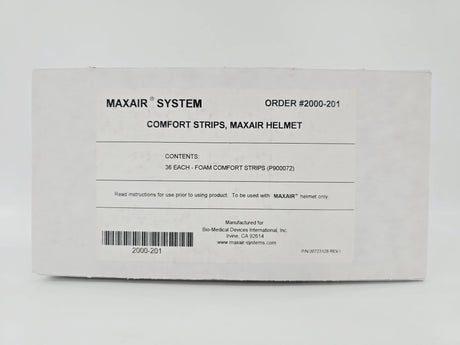 MAXAIR® SYSTEM ORDER #2000-201
COMFORT STRIPS, MAXAIR HELMET
CONTENTS:
36 EACH - FOAM COMFORT STRIPS (P900072)
Read instructions for use prior to using product. To be used with MAXAIR™ helmet only.
Manufactured for
Bio-Medical Devices International, Inc.
Irvine, CA 92614
www.maxair-systems.com
2000-201